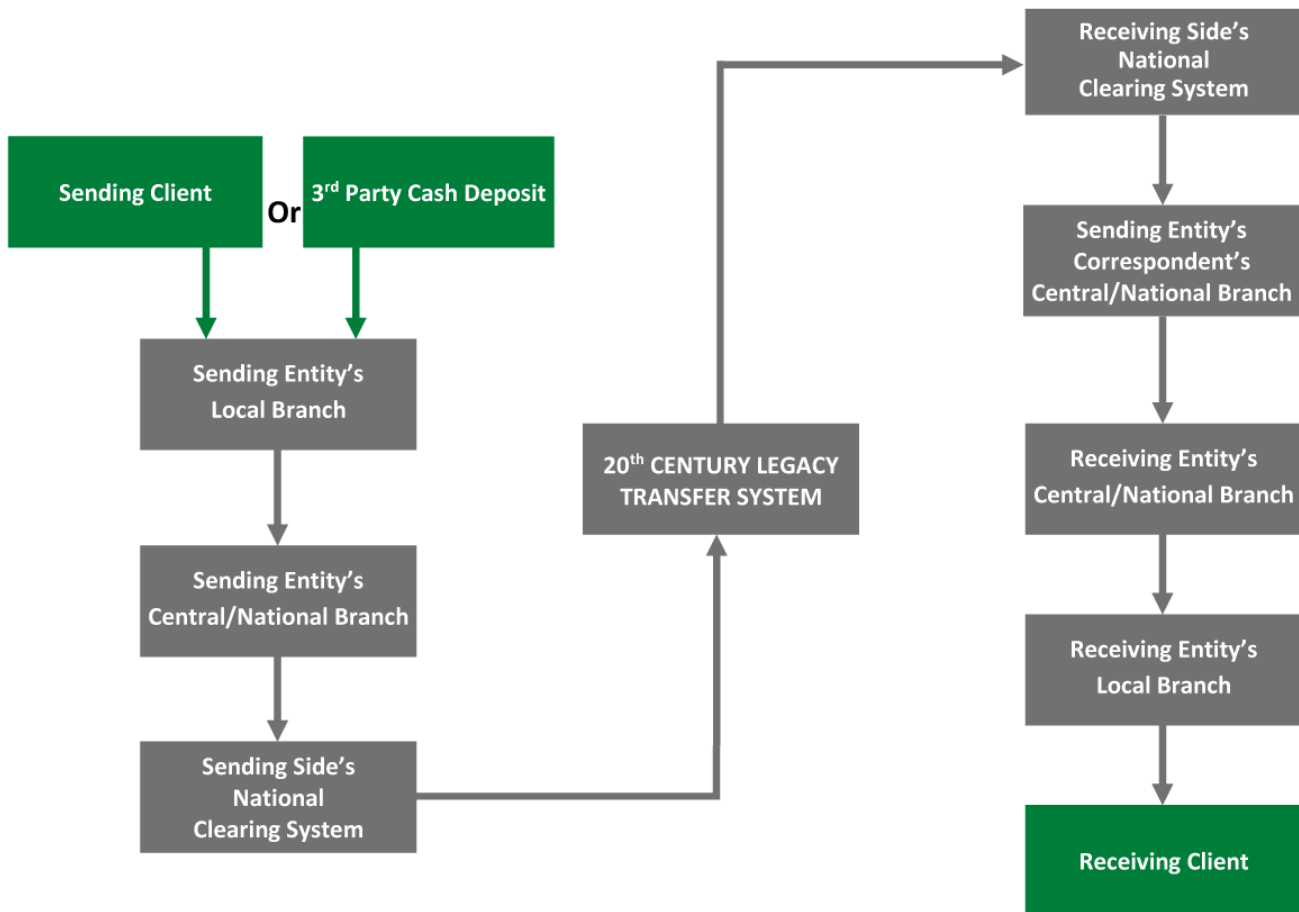 Sending Client
Or
3rd Party Cash Deposit
Sending Entity’s
Local Branch
Sending Entity’s
Central/National Branch
Sending Side’s
National
Clearing System
20th CENTURY LEGACY
TRANSFER SYSTEM
Receiving Side’s
National
Clearing System
Sending Entity’s
Correspondent’s
Central/National Branch
Receiving Entity’s
Central/National Branch
Receiving Entity’s
Local Branch
Receiving Client